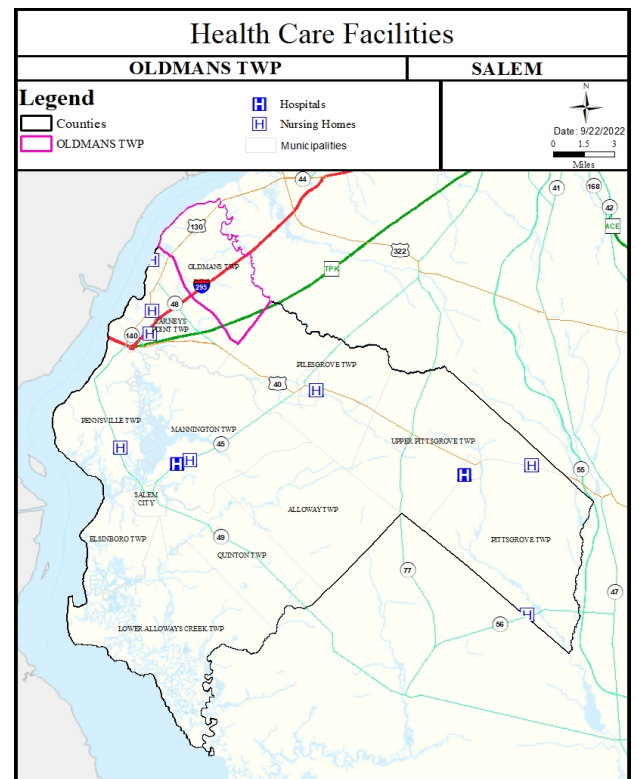 Health Care Facilities
OLDMANS TWP
SALEM
Legend
Counties
OLDMANS TWP
H Hospitals
H Nursing Homes
Municipalities
N
Date: 9/22/2022
0 1.5 3
Miles
44
41
168
42
ACE
130
322
H
OLDMANS TWP
TPK
295
48
H
CARNEYS
POINT TWP
140
H
PILESGROVE TWP
40
H
PENNSVILLE TWP
MANNINGTON TWP
UPPER PITTSGROVE TWP
H
45
H
H
H
H
55
SALEM
CITY
ALLOWAY TWP
ELSINBORO TWP
49
QUINTON TWP
PITTSGROVE TWP
77
47
H
56
LOWER ALLOWAYS CREEK TWP